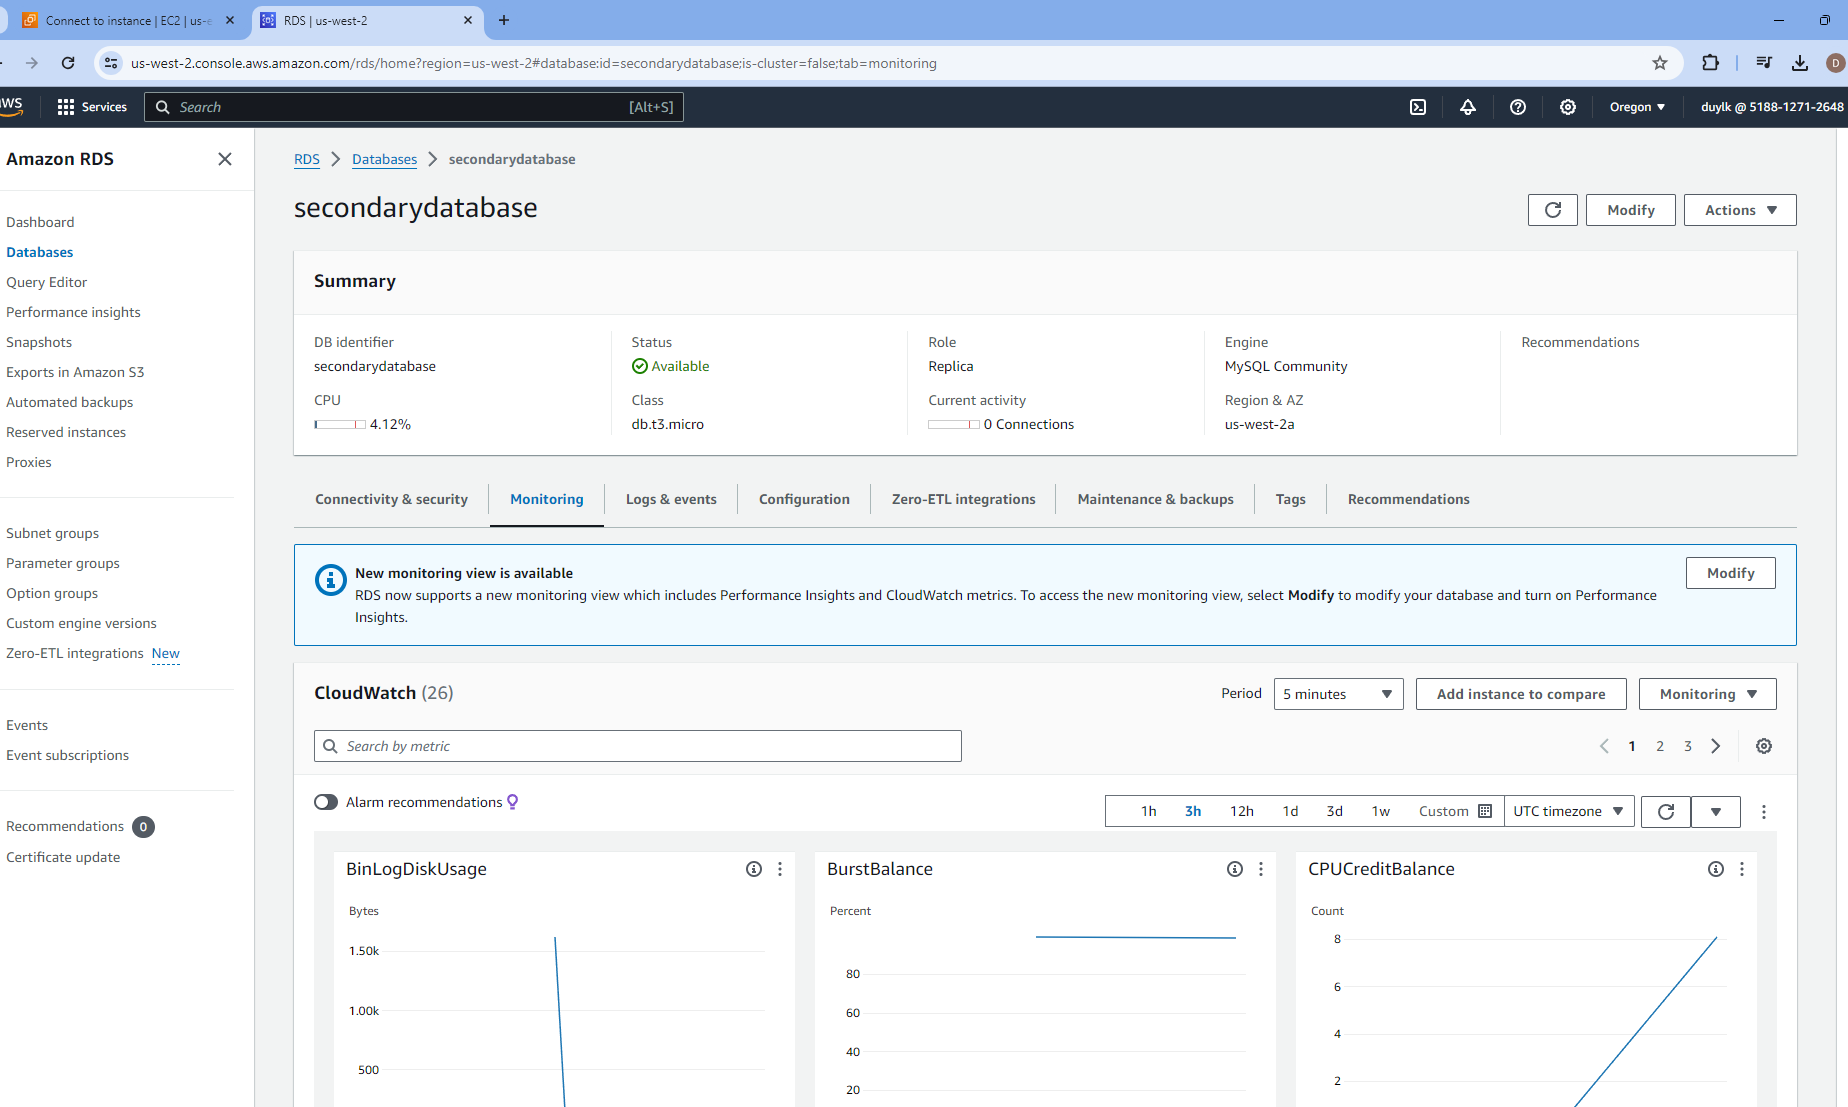 Connect to instance | EC2 | us-e
RDS | us-west-2
us-west-2.console.aws.amazon.com/rds/home?region=us-west-2#database:id=secondarydatabase;is-cluster=false;tab=monitoring
D
aws
Services
Search
[Alt+S]
Oregon
duylk @ 5188-1271-2648
Amazon RDS
Dashboard
Databases
Query Editor
Performance insights
Snapshots
Exports in Amazon S3
Automated backups
Reserved instances
Proxies
Subnet groups
Parameter groups
Option groups
Custom engine versions
Zero-ETL integrations New
Events
Event subscriptions
Recommendations 0
Certificate update
RDS
Databases
secondarydatabase
secondarydatabase
Modify
Actions
Summary
DB identifier
secondarydatabase
CPU
4.12%
Status
Available
Class
db.t3.micro
Role
Replica
Current activity
0 Connections
Engine
MySQL Community
Region & AZ
us-west-2a
Recommendations
Connectivity & security
Monitoring
Logs & events
Configuration
Zero-ETL integrations
Maintenance & backups
Tags
Recommendations
New monitoring view is available
RDS now supports a new monitoring view which includes Performance Insights and CloudWatch metrics. To access the new monitoring view, select Modify to modify your database and turn on Performance
Insights.
Modify
CloudWatch (26)
Period
5 minutes
Add instance to compare
Monitoring
Search by metric
1 2 3
Alarm recommendations
1h 3h 12h 1d 3d 1w Custom
UTC timezone
BinLogDiskUsage
Bytes
1.50k
1.00k
500
BurstBalance
Percent
80
60
40
20
CPUCreditBalance
Count
8
6
4
2